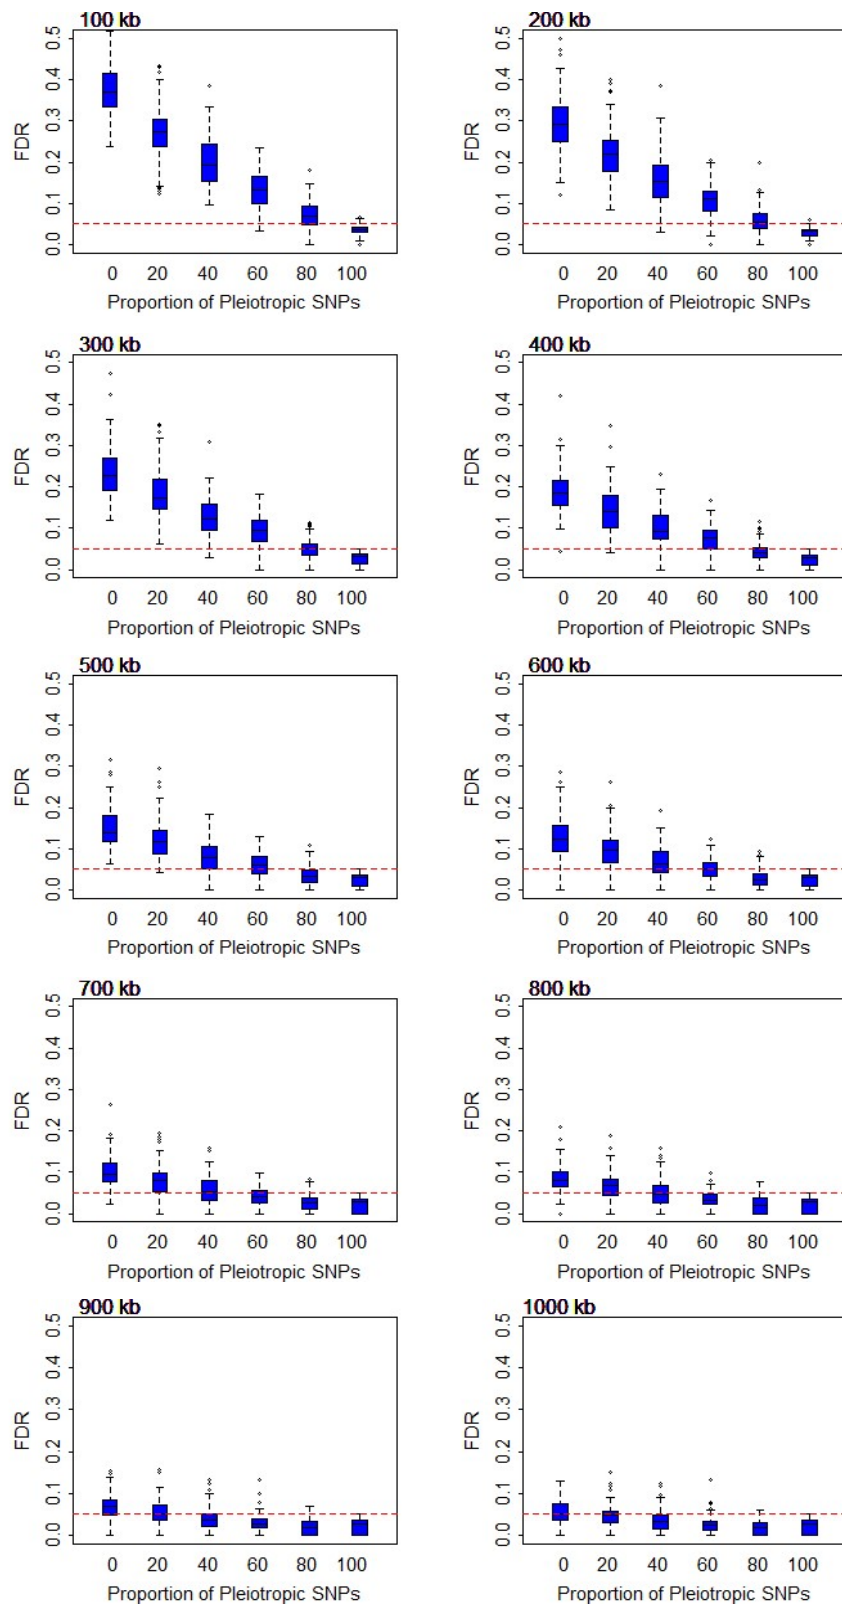 100 kb
FDR
0.0 0.1 0.2 0.3 0.4 0.5
0 20 40 60 80 100
Proportion of Pleiotropic SNPs
200 kb
FDR
0.0 0.1 0.2 0.3 0.4 0.5
0 20 40 60 80 100
Proportion of Pleiotropic SNPs
300 kb
FDR
0.0 0.1 0.2 0.3 0.4 0.5
0 20 40 60 80 100
Proportion of Pleiotropic SNPs
400 kb
FDR
0.0 0.1 0.2 0.3 0.4 0.5
0 20 40 60 80 100
Proportion of Pleiotropic SNPs
500 kb
FDR
0.0 0.1 0.2 0.3 0.4 0.5
0 20 40 60 80 100
Proportion of Pleiotropic SNPs
600 kb
FDR
0.0 0.1 0.2 0.3 0.4 0.5
0 20 40 60 80 100
Proportion of Pleiotropic SNPs
700 kb
FDR
0.0 0.1 0.2 0.3 0.4 0.5
0 20 40 60 80 100
Proportion of Pleiotropic SNPs
800 kb
FDR
0.0 0.1 0.2 0.3 0.4 0.5
0 20 40 60 80 100
Proportion of Pleiotropic SNPs
900 kb
FDR
0.0 0.1 0.2 0.3 0.4 0.5
0 20 40 60 80 100
Proportion of Pleiotropic SNPs
1000 kb
FDR
0.0 0.1 0.2 0.3 0.4 0.5
0 20 40 60 80 100
Proportion of Pleiotropic SNPs